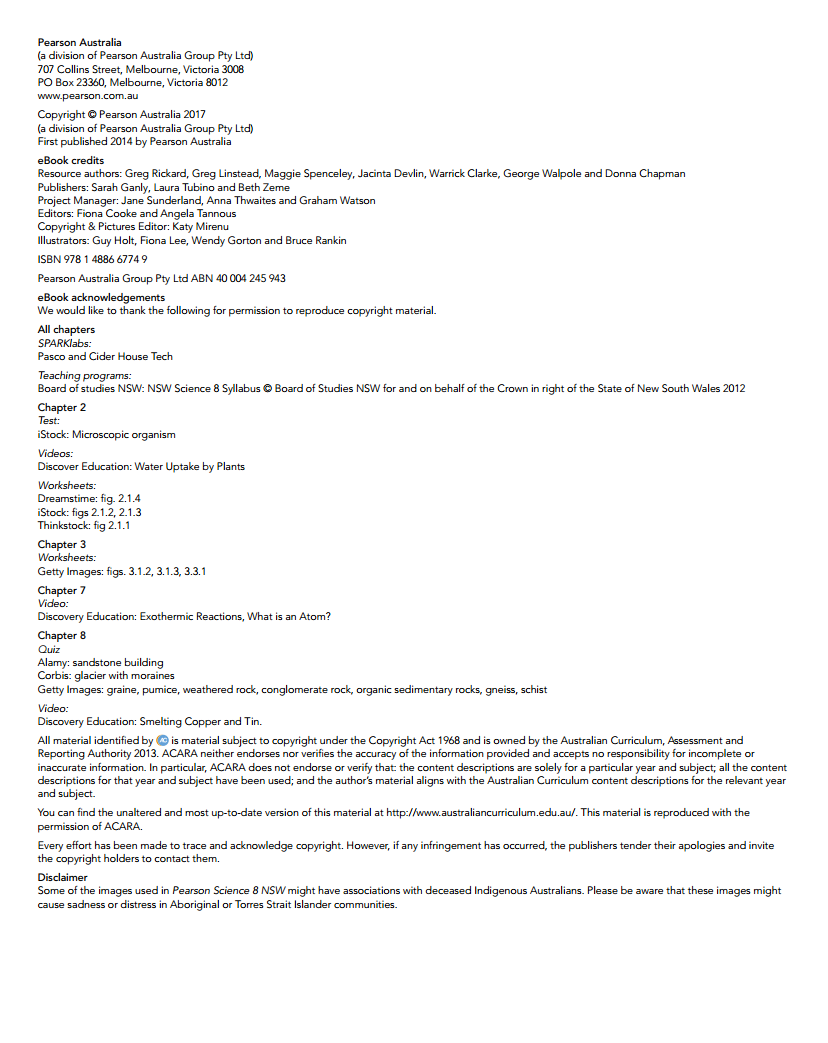 Pearson Australia
(a division of Pearson Australia Group Pty Ltd)
707 Collins Street, Melbourne, Victoria 3008
PO Box 23360, Melbourne, Victoria 8012
www.pearson.com.au
Copyright © Pearson Australia 2017
(a division of Pearson Australia Group Pty Ltd)
First published 2014 by Pearson Australia
eBook credits
Resource authors: Greg Rickard, Greg Linstead, Maggie Spenceley, Jacinta Devlin, Warrick Clarke, George Walpole and Donna Chapman
Publishers: Sarah Ganly, Laura Tubino and Beth Zeme
Project Manager: Jane Sunderland, Anna Thwaites and Graham Watson
Editors: Fiona Cooke and Angela Tannous
Copyright & Pictures Editor: Katy Mirenu
Illustrators: Guy Holt, Fiona Lee, Wendy Gorton and Bruce Rankin
ISBN 978 1 4886 6774 9
Pearson Australia Group Pty Ltd ABN 40 004 245 943
eBook acknowledgements
We would like to thank the following for permission to reproduce copyright material.
All chapters
SPARKlabs:
Pasco and Cider House Tech
Teaching programs:
Board of studies NSW: NSW Science 8 Syllabus © Board of Studies NSW for and on behalf of the Crown in right of the State of New South Wales 2012
Chapter 2
Test:
iStock: Microscopic organism
Videos:
Discover Education: Water Uptake by Plants
Worksheets:
Dreamstime: fig. 2.1.4
iStock: figs 2.1.2, 2.1.3
Thinkstock: fig 2.1.1
Chapter 3
Worksheets:
Getty Images: figs. 3.1.2, 3.1.3, 3.3.1
Chapter 7
Video:
Discovery Education: Exothermic Reactions, What is an Atom?
Chapter 8
Quiz
Alamy: sandstone building
Corbis: glacier with moraines
Getty Images: graine, pumice, weathered rock, conglomerate rock, organic sedimentary rocks, gneiss, schist
Video:
Discovery Education: Smelting Copper and Tin.
All material identified by AC is material subject to copyright under the Copyright Act 1968 and is owned by the Australian Curriculum, Assessment and
Reporting Authority 2013. ACARA neither endorses nor verifies the accuracy of the information provided and accepts no responsibility for incomplete or
inaccurate information. In particular, ACARA does not endorse or verify that: the content descriptions are solely for a particular year and subject; all the content
descriptions for that year and subject have been used; and the author's material aligns with the Australian Curriculum content descriptions for the relevant year
and subject.
You can find the unaltered and most up-to-date version of this material at http://www.australiancurriculum.edu.au/. This material is reproduced with the
permission of ACARA.
Every effort has been made to trace and acknowledge copyright. However, if any infringement has occurred, the publishers tender their apologies and invite
the copyright holders to contact them.
Disclaimer
Some of the images used in Pearson Science 8 NSW might have associations with deceased Indigenous Australians. Please be aware that these images might
cause sadness or distress in Aboriginal or Torres Strait Islander communities.